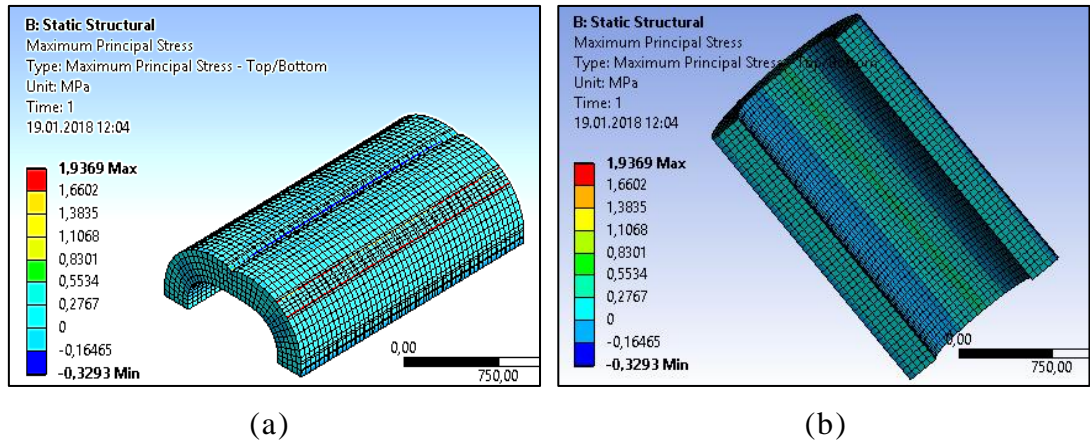 B: Static Structural
Maximum Principal Stress
Type: Maximum Principal Stress - Top/Bottom
Unit: MPa
Time: 1
19.01.2018 12:04
1,9369 Max
1,6602
1,3835
1,1068
0,8301
0,5534
0,2767
0
-0,16465
-0,3293 Min
0,00
750,00
(a)
B: Static Structural
Maximum Principal Stress
Type: Maximum Principal Stress - Top/Bottom
Unit: MPa
Time: 1
19.01.2018 12:04
1,9369 Max
1,6602
1,3835
1,1068
0,8301
0,5534
0,2767
0
-0,16465
-0,3293 Min
0,00
750,00
(b)